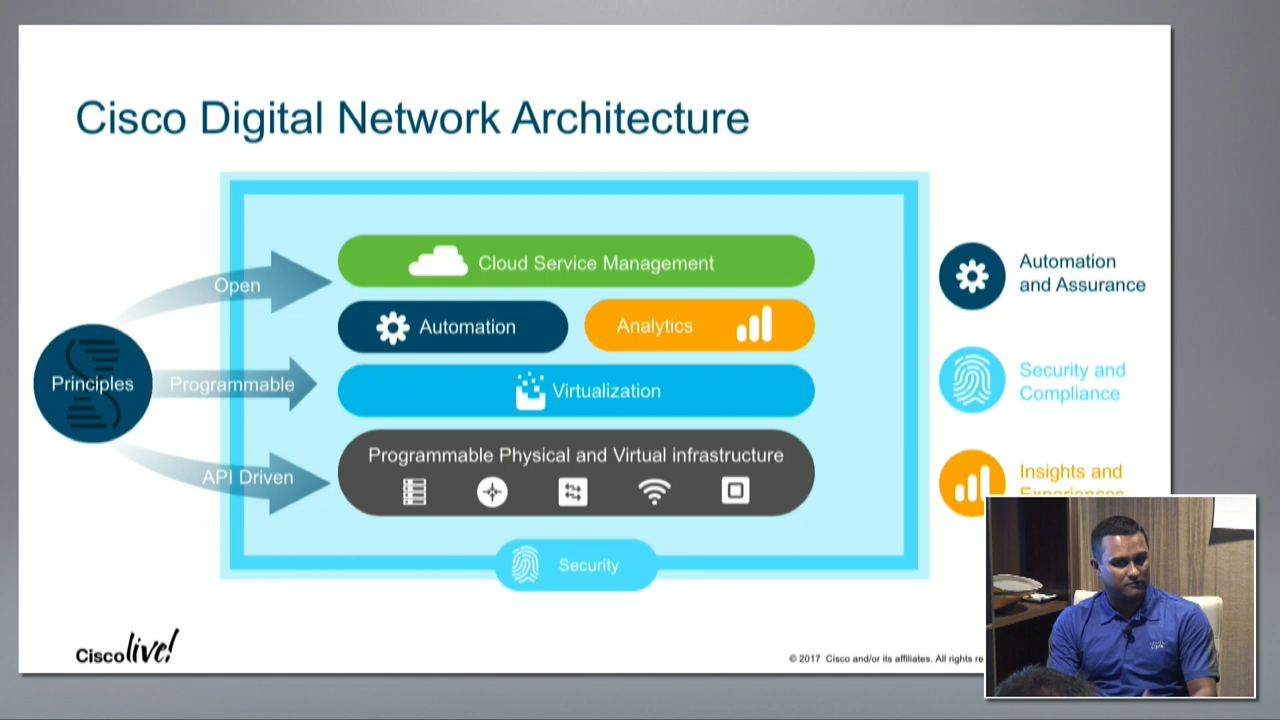 Cisco Digital Network Architecture
Open
Principles
Programmable
API Driven
Cloud Service Management
Automation
Analytics
Virtualization
Programmable Physical and Virtual infrastructure
Security
Automation
and Assurance
Security and
Compliance
Insights and
Experiences
Cisco live!
© 2017 Cisco and/or its affiliates. All rights re